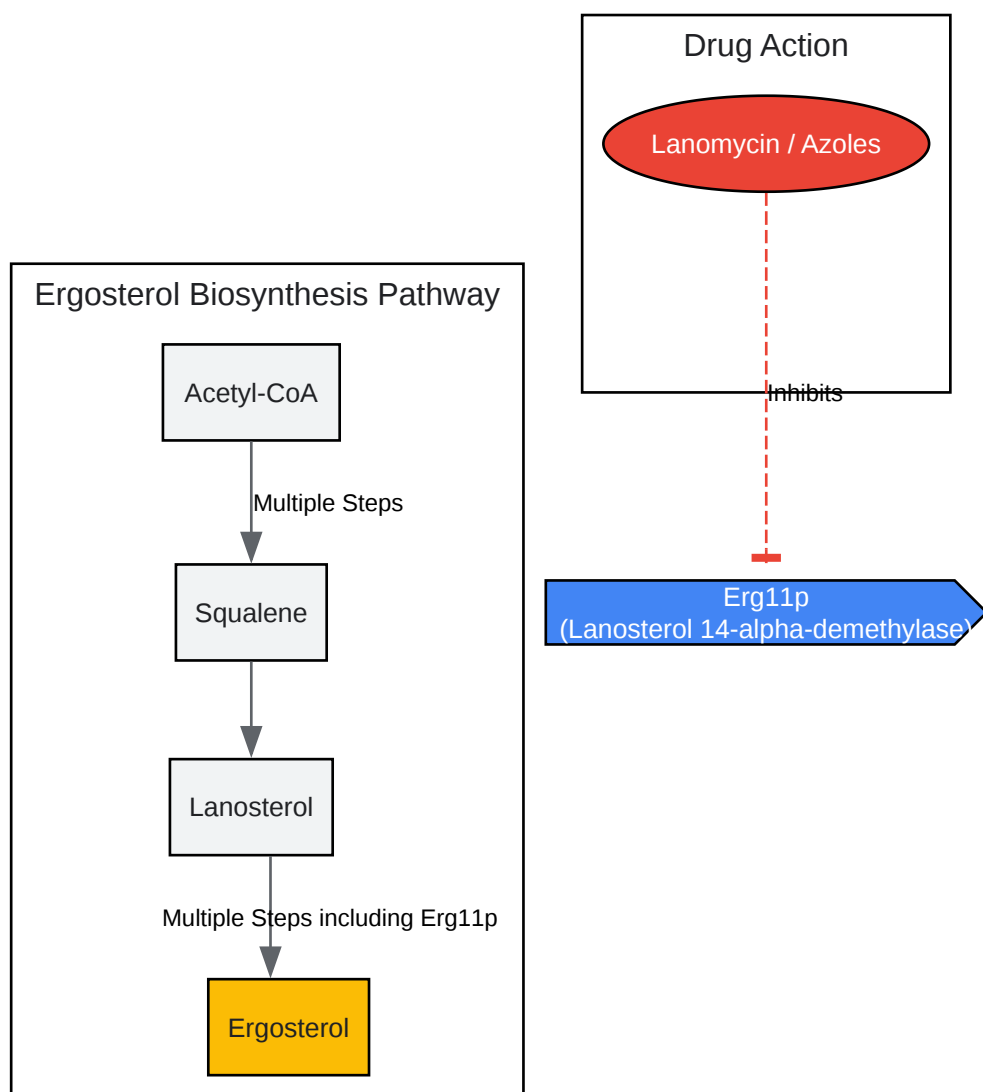 Drug Action
Lanomycin / Azoles
Inhibits
Erg11p
(Lanosterol 14-alpha-demethylase)
Ergosterol Biosynthesis Pathway
Acetyl-CoA
Multiple Steps
Squalene
Lanosterol
Multiple Steps including Erg11p
Ergosterol